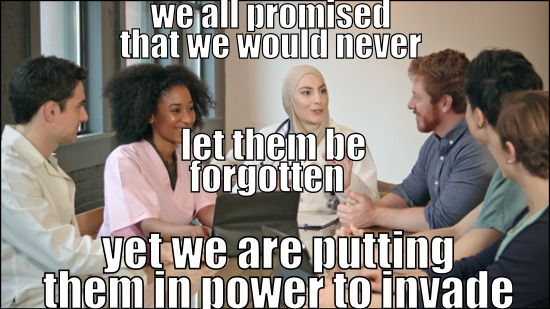 we all promised
that we would never
let them be
forgotten
yet we are putting
them in power to invade